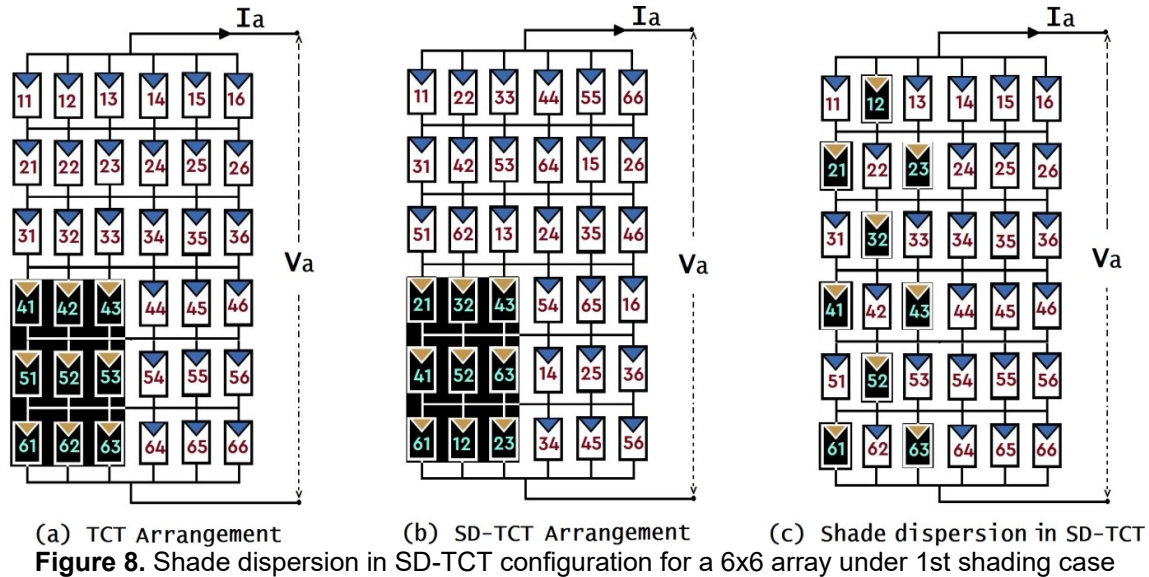 Ia
Ia
Ia
11 12 13 14 15 16
21 22 23 24 25 26
31 32 33 34 35 36
41 42 43 44 45 46
51 52 53 54 55 56
61 62 63 64 65 66
Va
11 22 33 44 55 66
31 42 53 64 15 26
51 62 13 24 35 46
21 32 43 54 65 16
41 52 63 14 25 36
61 12 23 34 45 56
Va
11 12 13 14 15 16
21 22 23 24 25 26
31 32 33 34 35 36
41 42 43 44 45 46
51 52 53 54 55 56
61 62 63 64 65 66
Va
(a) TCT Arrangement
(b) SD-TCT Arrangement
(c) Shade dispersion in SD-TCT
Figure 8. Shade dispersion in SD-TCT configuration for a 6x6 array under 1st shading case